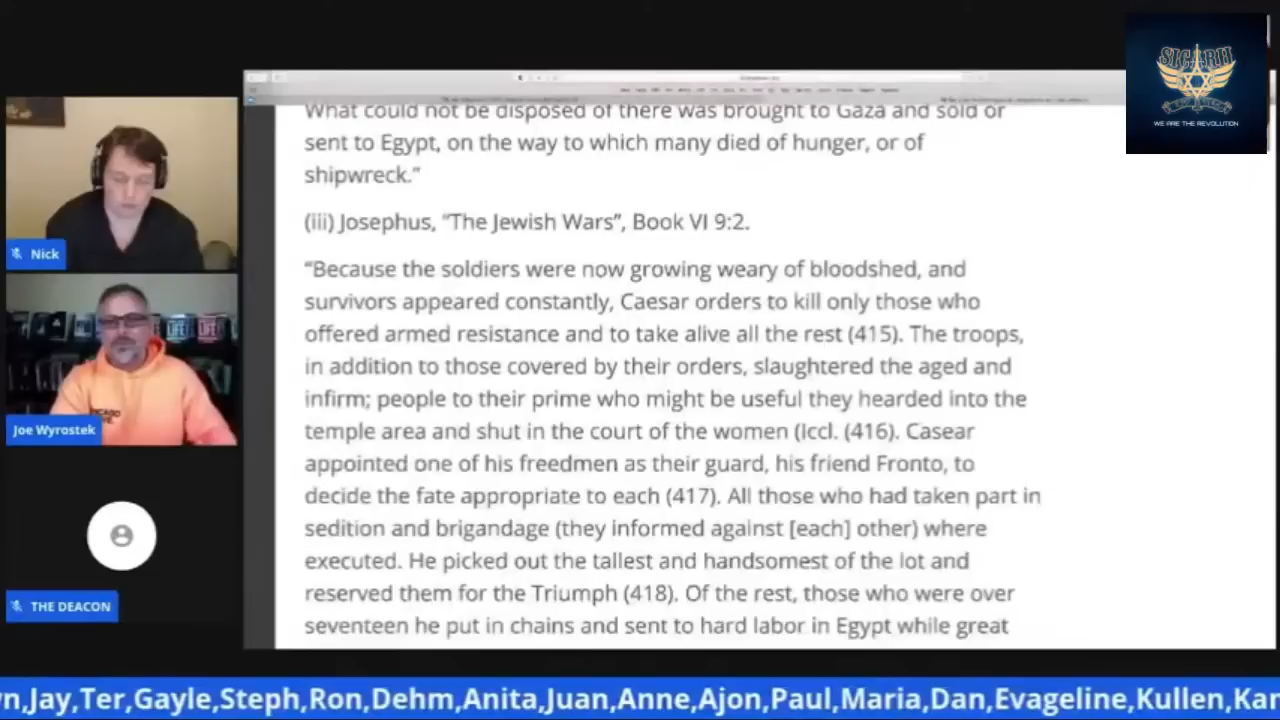 SICARII
WE ARE THE REVOLUTION
What could not be disposed of there was brought to Gaza and sold or
sent to Egypt, on the way to which many died of hunger, or of
shipwreck.”
(iii) Josephus, “The Jewish Wars”, Book VI 9:2.
“Because the soldiers were now growing weary of bloodshed, and
survivors appeared constantly, Caesar orders to kill only those who
offered armed resistance and to take alive all the rest (415). The troops,
in addition to those covered by their orders, slaughtered the aged and
infirm; people to their prime who might be useful they hearded into the
temple area and shut in the court of the women (Iccl. (416). Casear
appointed one of his freedmen as their guard, his friend Fronto, to
decide the fate appropriate to each (417). All those who had taken part in
sedition and brigandage (they informed against [each] other) where
executed. He picked out the tallest and handsomest of the lot and
reserved them for the Triumph (418). Of the rest, those who were over
seventeen he put in chains and sent to hard labor in Egypt while great
Nick
LIFE
Joe Wyrostek
THE DEACON
yn,Jay,Ter,Gayle,Steph,Ron,Dehm,Anita,Juan,Anne,Ajon,Paul,Maria,Dan,Evageline,Kullen,Kar